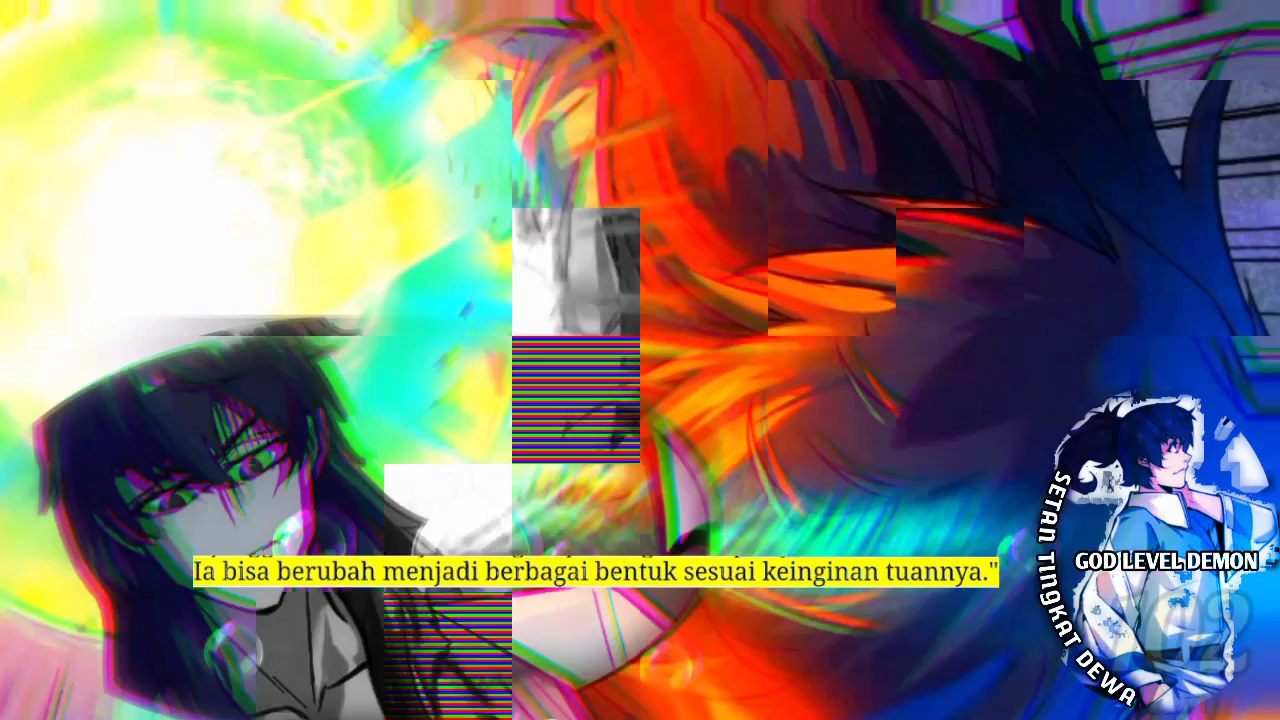 Ia bisa berubah menjadi berbagai bentuk sesuai keinginan tuannya."
GOD LEVEL DEMON
SETAN TINGKAT DEWA